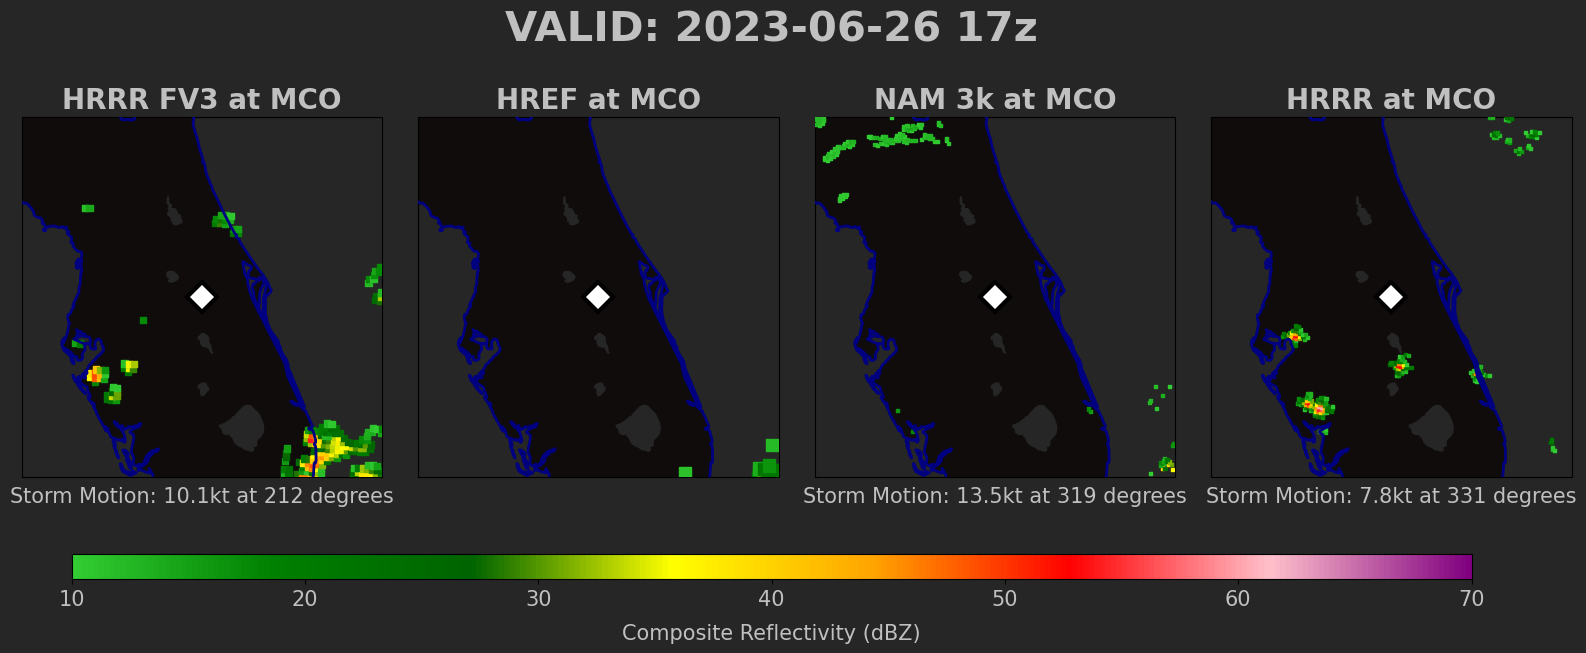 VALID: 2023-06-26 17z
HRRR FV3 at MCO
HREF at MCO
NAM 3k at MCO
HRRR at MCO
Storm Motion: 10.1kt at 212 degrees
Storm Motion: 13.5kt at 319 degrees
Storm Motion: 7.8kt at 331 degrees
10 20 30 40 50 60 70
Composite Reflectivity (dBZ)